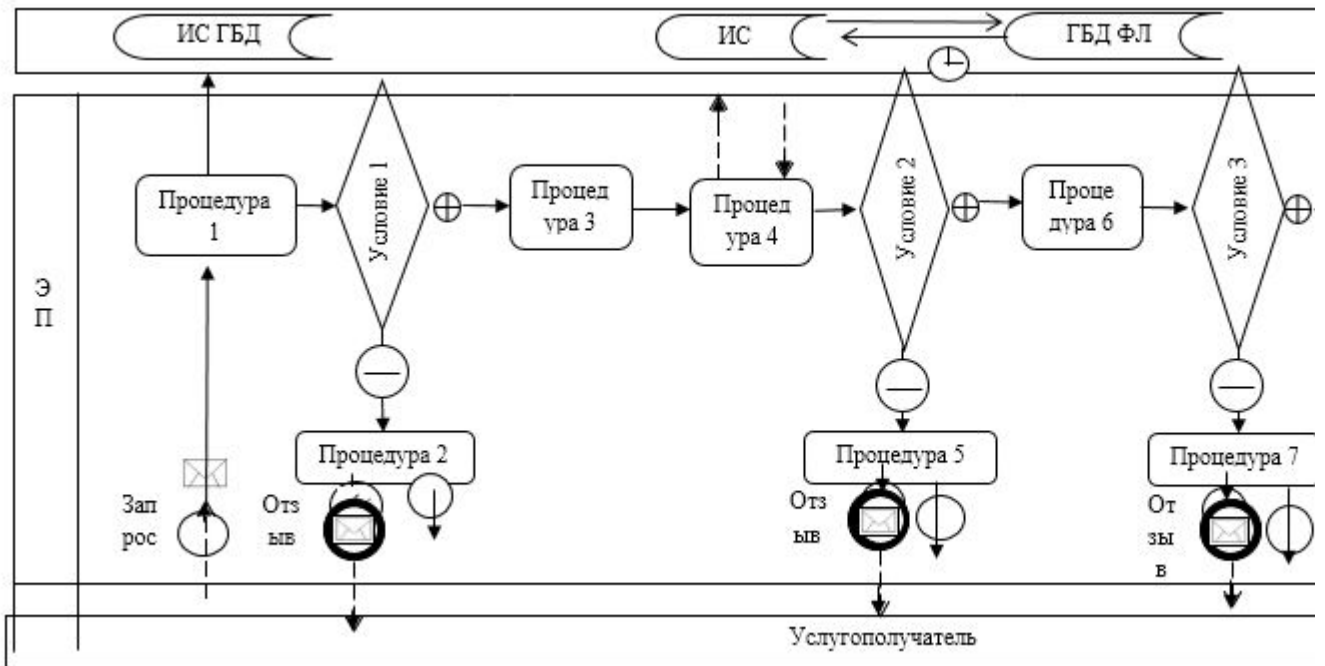 ИС ГБД
ИС
ГБД ФЛ
Процедура
1
Условие 1
Процед
ура 3
Процед
ура 4
Условие 2
Проце
дура 6
Условие 3
Э
П
Процедура 2
Процедура 5
Процедура 7
Зап
рос
Отз
ыв
Отз
ыв
От
зы
в
Услугополучатель